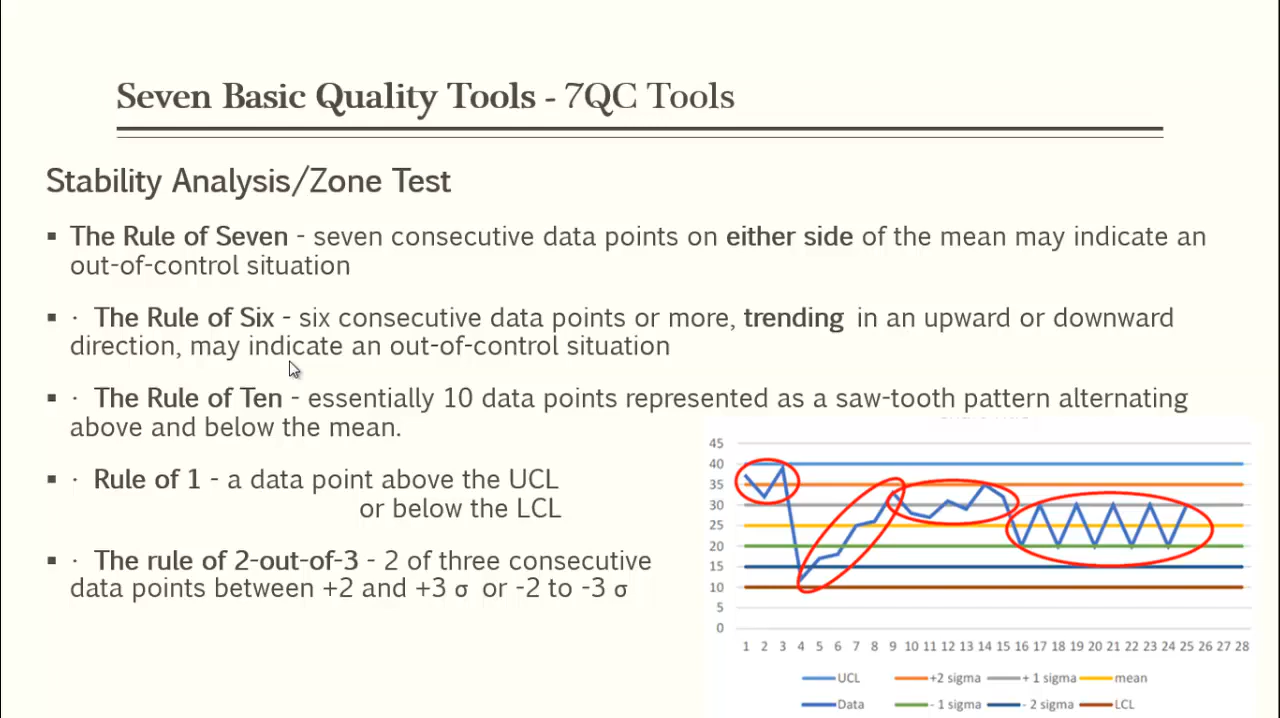 Seven Basic Quality Tools - 7QC Tools
Stability Analysis/Zone Test
▪ The Rule of Seven - seven consecutive data points on either side of the mean may indicate an
out-of-control situation
▪ · The Rule of Six - six consecutive data points or more, trending in an upward or downward
direction, may indicate an out-of-control situation
▪ · The Rule of Ten - essentially 10 data points represented as a saw-tooth pattern alternating
above and below the mean.
▪ · Rule of 1 - a data point above the UCL
or below the LCL
▪ · The rule of 2-out-of-3 - 2 of three consecutive
data points between +2 and +3 σ or -2 to -3 σ
45
40
35
30
25
20
15
10
5
0
1 2 3 4 5 6 7 8 9 10 11 12 13 14 15 16 17 18 19 20 21 22 23 24 25 26 27 28
UCL +2 sigma + 1 sigma mean
Data - 1 sigma - 2 sigma LCL